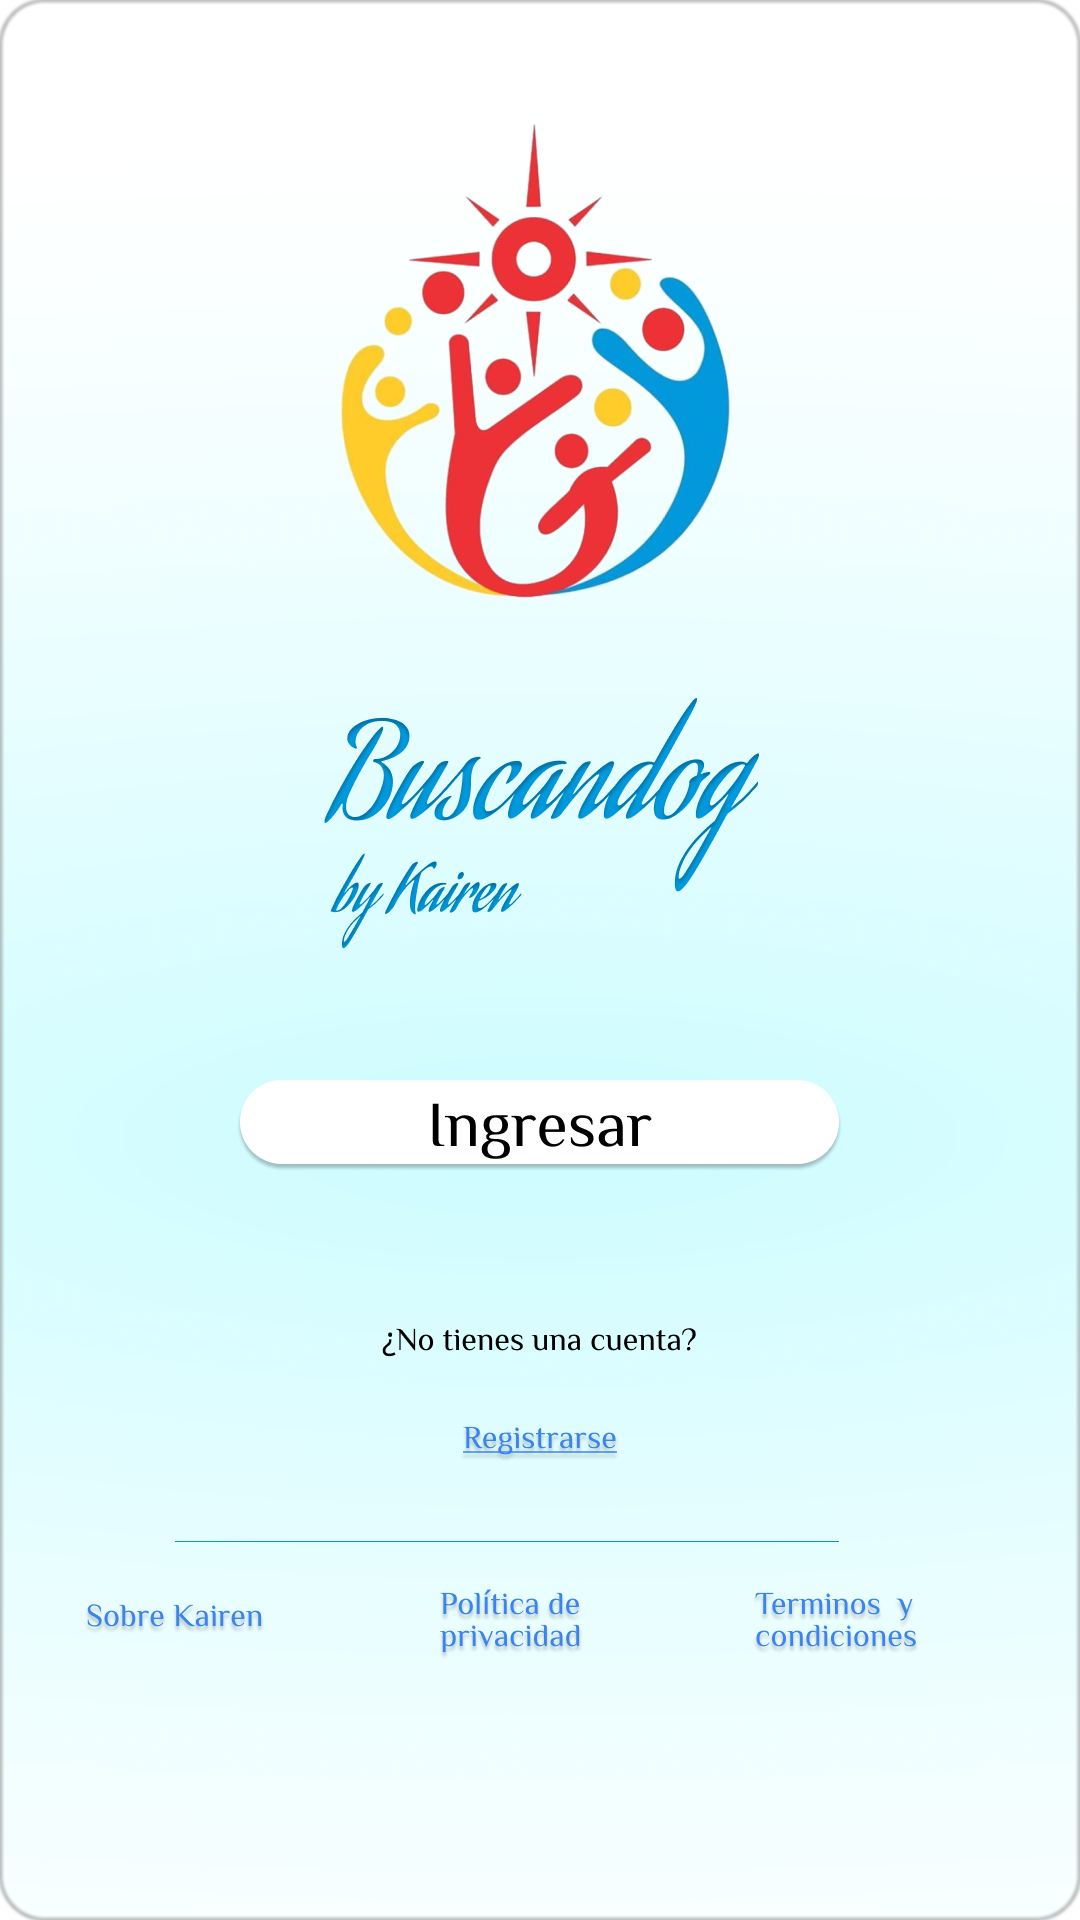 Buscandog
by Kairen
Ingresar
¿No tienes una cuenta?
Registrarse
Sobre Kairen
Política de
privacidad
Terminos  y
condiciones